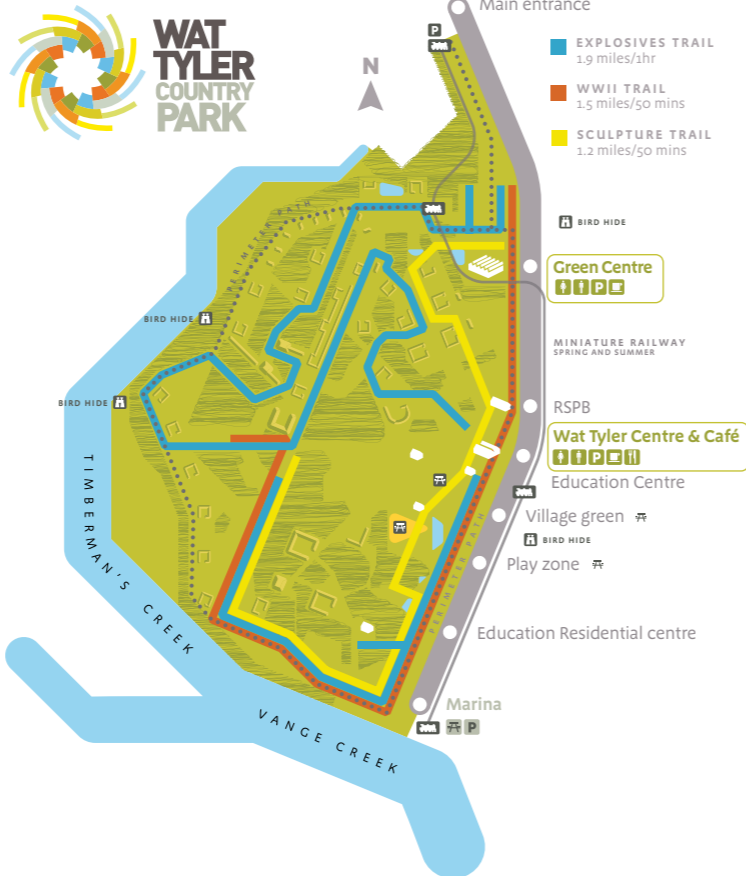 Main entrance
WAT
TYLER
COUNTRY
PARK
P
N
EXPLOSIVES TRAIL
1.9 miles/1hr
WWII TRAIL
1.5 miles/50 mins
SCULPTURE TRAIL
1.2 miles/50 mins
PERIMETER PATH
BIRD HIDE
Green Centre
P
BIRD HIDE
MINIATURE RAILWAY
SPRING AND SUMMER
BIRD HIDE
RSPB
Wat Tyler Centre & Café
P
TIMBERMAN'S CREEK
Education Centre
Village green
BIRD HIDE
PERIMETER PATH
Play zone
Education Residential centre
Marina
P
VANGE CREEK